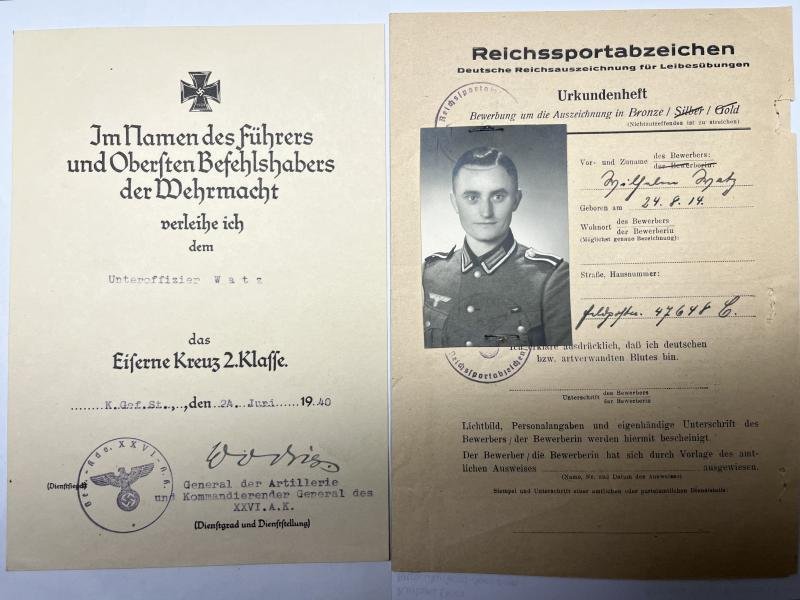 Im Namen des Führers
und Obersten Befehlshabers
der Wehrmacht
verleihe ich
dem
Unteroffizier Watz
das
Eiserne Kreuz 2. Klasse.
K.Gef.St., , den 24. Juni 1940
(Dienstsiegel)
General der Artillerie
und Kommandierender General des
XXVI.A.K.
(Dienstgrad und Dienststellung)
Reichssportabzeichen
Deutsche Reichsauszeichnung für Leibesübungen
Urkundenheft
Bewerbung um die Auszeichnung in Bronze / Silber / Gold
(Nichtzutreffendes ist zu streichen)
Vor- und Zuname des Bewerbers:
der Bewerberin:
Wilhelm Watz
Geboren am 24. 8. 14.
Wohnort des Bewerbers
der Bewerberin
(Möglichst genaue Bezeichnung):
Straße, Hausnummer:
Feldpostnr. 47648 C.
Ich erkläre ausdrücklich, daß ich deutschen
bzw. artverwandten Blutes bin.
Unterschrift des Bewerbers
der Bewerberin
Reichssportabzeichen
Lichtbild, Personalangaben und eigenhändige Unterschrift des
Bewerbers / der Bewerberin werden hiermit bescheinigt.
Der Bewerber / die Bewerberin hat sich durch Vorlage des amt-
lichen Ausweises ausgewiesen.
(Name, Nr. und Datum des Ausweises)
Stempel und Unterschrift einer amtlichen oder parteiamtlichen Dienststelle: